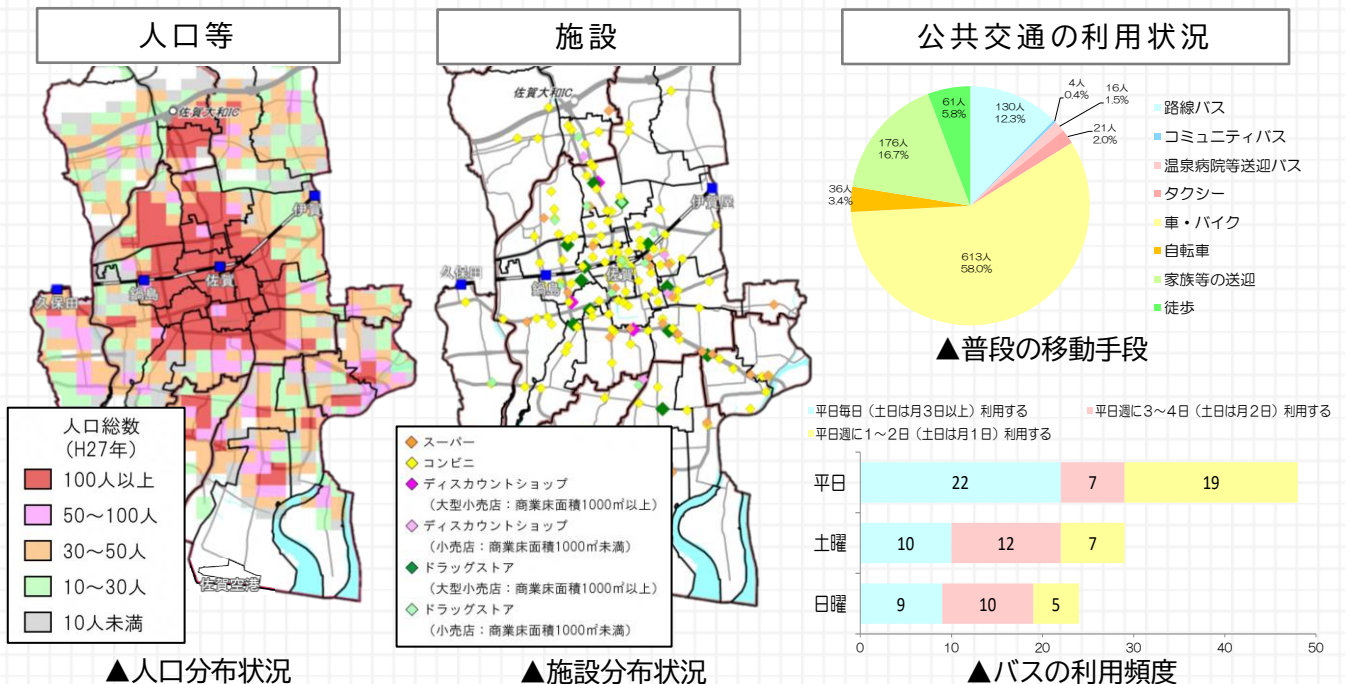 人口等
佐賀大和IC
伊賀
佐賀
鍋島
久保田
佐賀空港
人口総数
(H27年)
100人以上
50～100人
30～50人
10～30人
10人未満
▲人口分布状況
施設
佐賀大和IC
伊賀屋
佐賀
鍋島
久保田
スーパー
コンビニ
ディスカウントショップ
(大型小売店：商業床面積1000㎡以上)
ディスカウントショップ
(小売店：商業床面積1000㎡未満)
ドラッグストア
(大型小売店：商業床面積1000㎡以上)
ドラッグストア
(小売店：商業床面積1000㎡未満)
▲施設分布状況
公共交通の利用状況
130人
12.3%
4人
0.4%
16人
1.5%
21人
2.0%
613人
58.0%
36人
3.4%
176人
16.7%
61人
5.8%
路線バス
コミュニティバス
温泉病院等送迎バス
タクシー
車・バイク
自転車
家族等の送迎
徒歩
▲普段の移動手段
平日毎日（土日は月３日以上）利用する
平日週に３～４日（土日は月２日）利用する
平日週に１～２日（土日は月１日）利用する
平日 22 7 19
土曜 10 12 7
日曜 9 10 5
0 10 20 30 40 50
▲バスの利用頻度